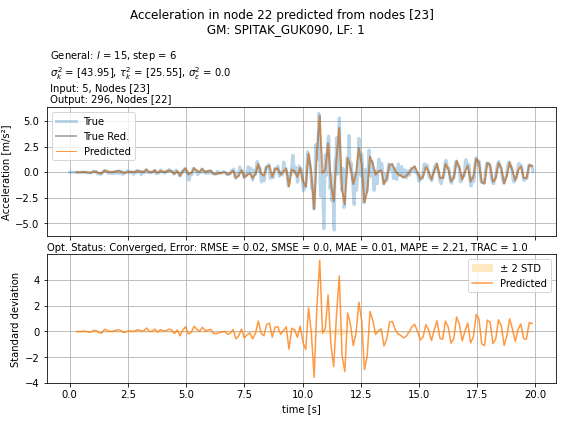 Acceleration in node 22 predicted from nodes [23]
GM: SPITAK_GUK090, LF: 1
General: l = 15, step = 6
σ²ₖ = [43.95], τ²ₖ = [25.55], σ²ε = 0.0
Input: 5, Nodes [23]
Output: 296, Nodes [22]
Acceleration [m/s²]
5.0
2.5
0.0
−2.5
−5.0
True
True Red.
Predicted
Opt. Status: Converged, Error: RMSE = 0.02, SMSE = 0.0, MAE = 0.01, MAPE = 2.21, TRAC = 1.0
Standard deviation
4
2
0
−2
−4
± 2 STD
Predicted
0.0 2.5 5.0 7.5 10.0 12.5 15.0 17.5 20.0
time [s]